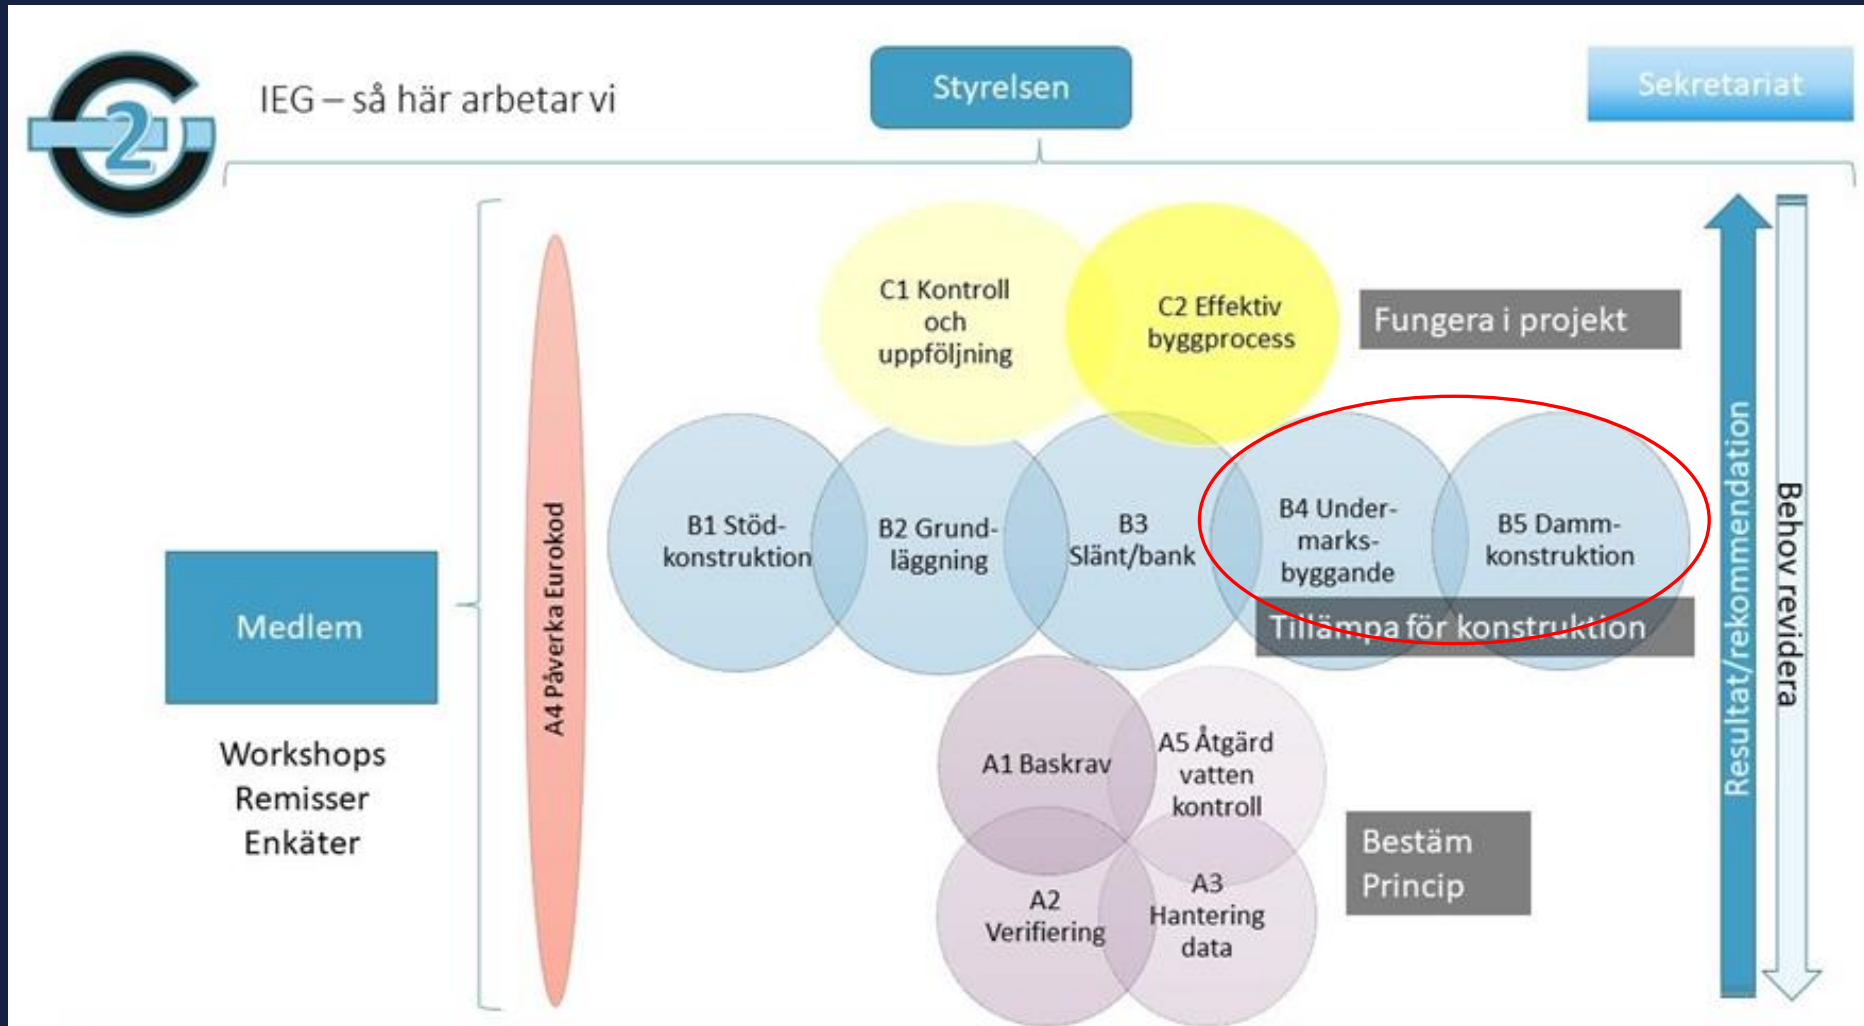 2
IEG – så här arbetar vi
Styrelsen
Sekretariat
C1 Kontroll
och
uppföljning
C2 Effektiv
byggprocess
Fungera i projekt
A4 Påverka Eurokod
B1 Stöd-
konstruktion
B2 Grund-
läggning
B3
Slänt/bank
B4 Under-
marks-
byggande
B5 Damm-
konstruktion
Tillämpa för konstruktion
Medlem
Workshops
Remisser
Enkäter
A1 Baskrav
A5 Åtgärd
vatten
kontroll
A2
Verifiering
A3
Hantering
data
Bestäm
Princip
Resultat/rekommendation
Behov revidera